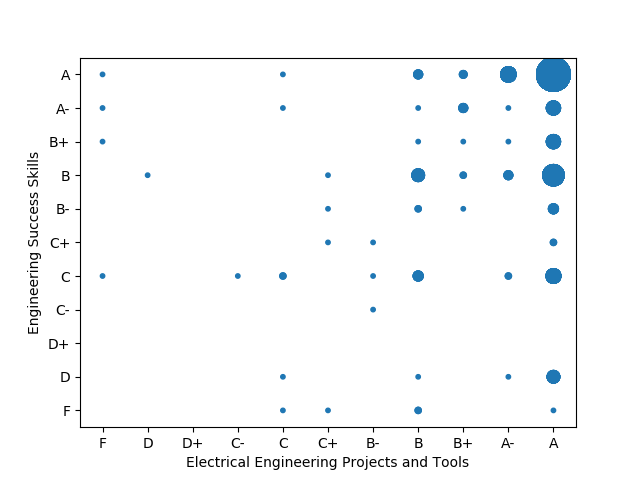 Engineering Success Skills
A
A-
B+
B
B-
C+
C
C-
D+
D
F
F D D+ C- C C+ B- B B+ A- A
Electrical Engineering Projects and Tools